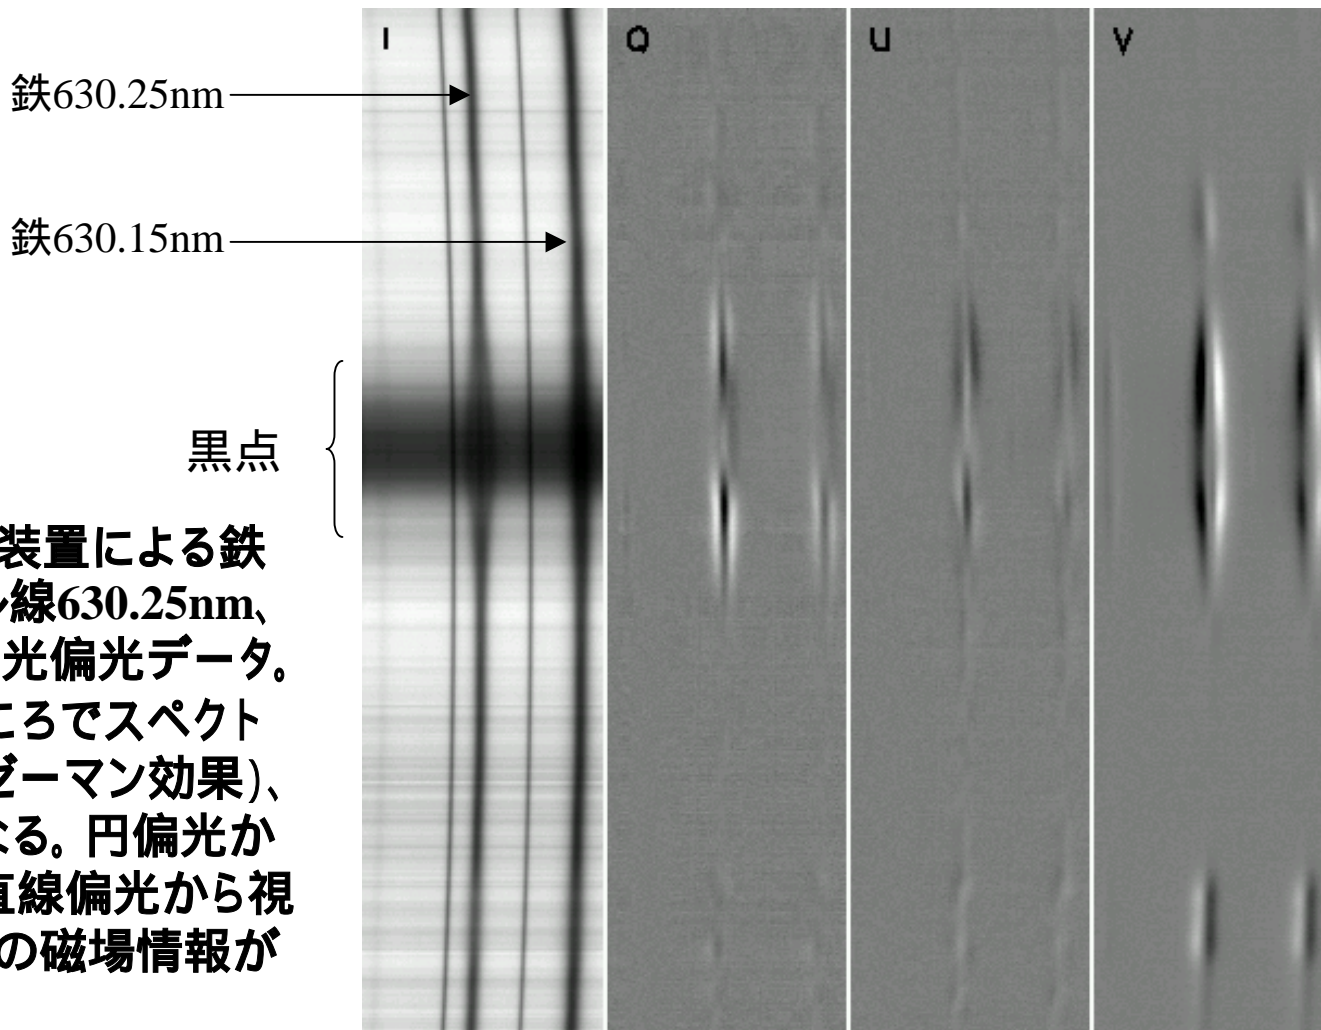 I
Q
U
V
鉄630.25nm
鉄630.15nm
黒点
装置による鉄
線630.25nm、
光偏光データ。
ころでスペクト
ゼーマン効果)、
なる。円偏光か
直線偏光から視
の磁場情報が